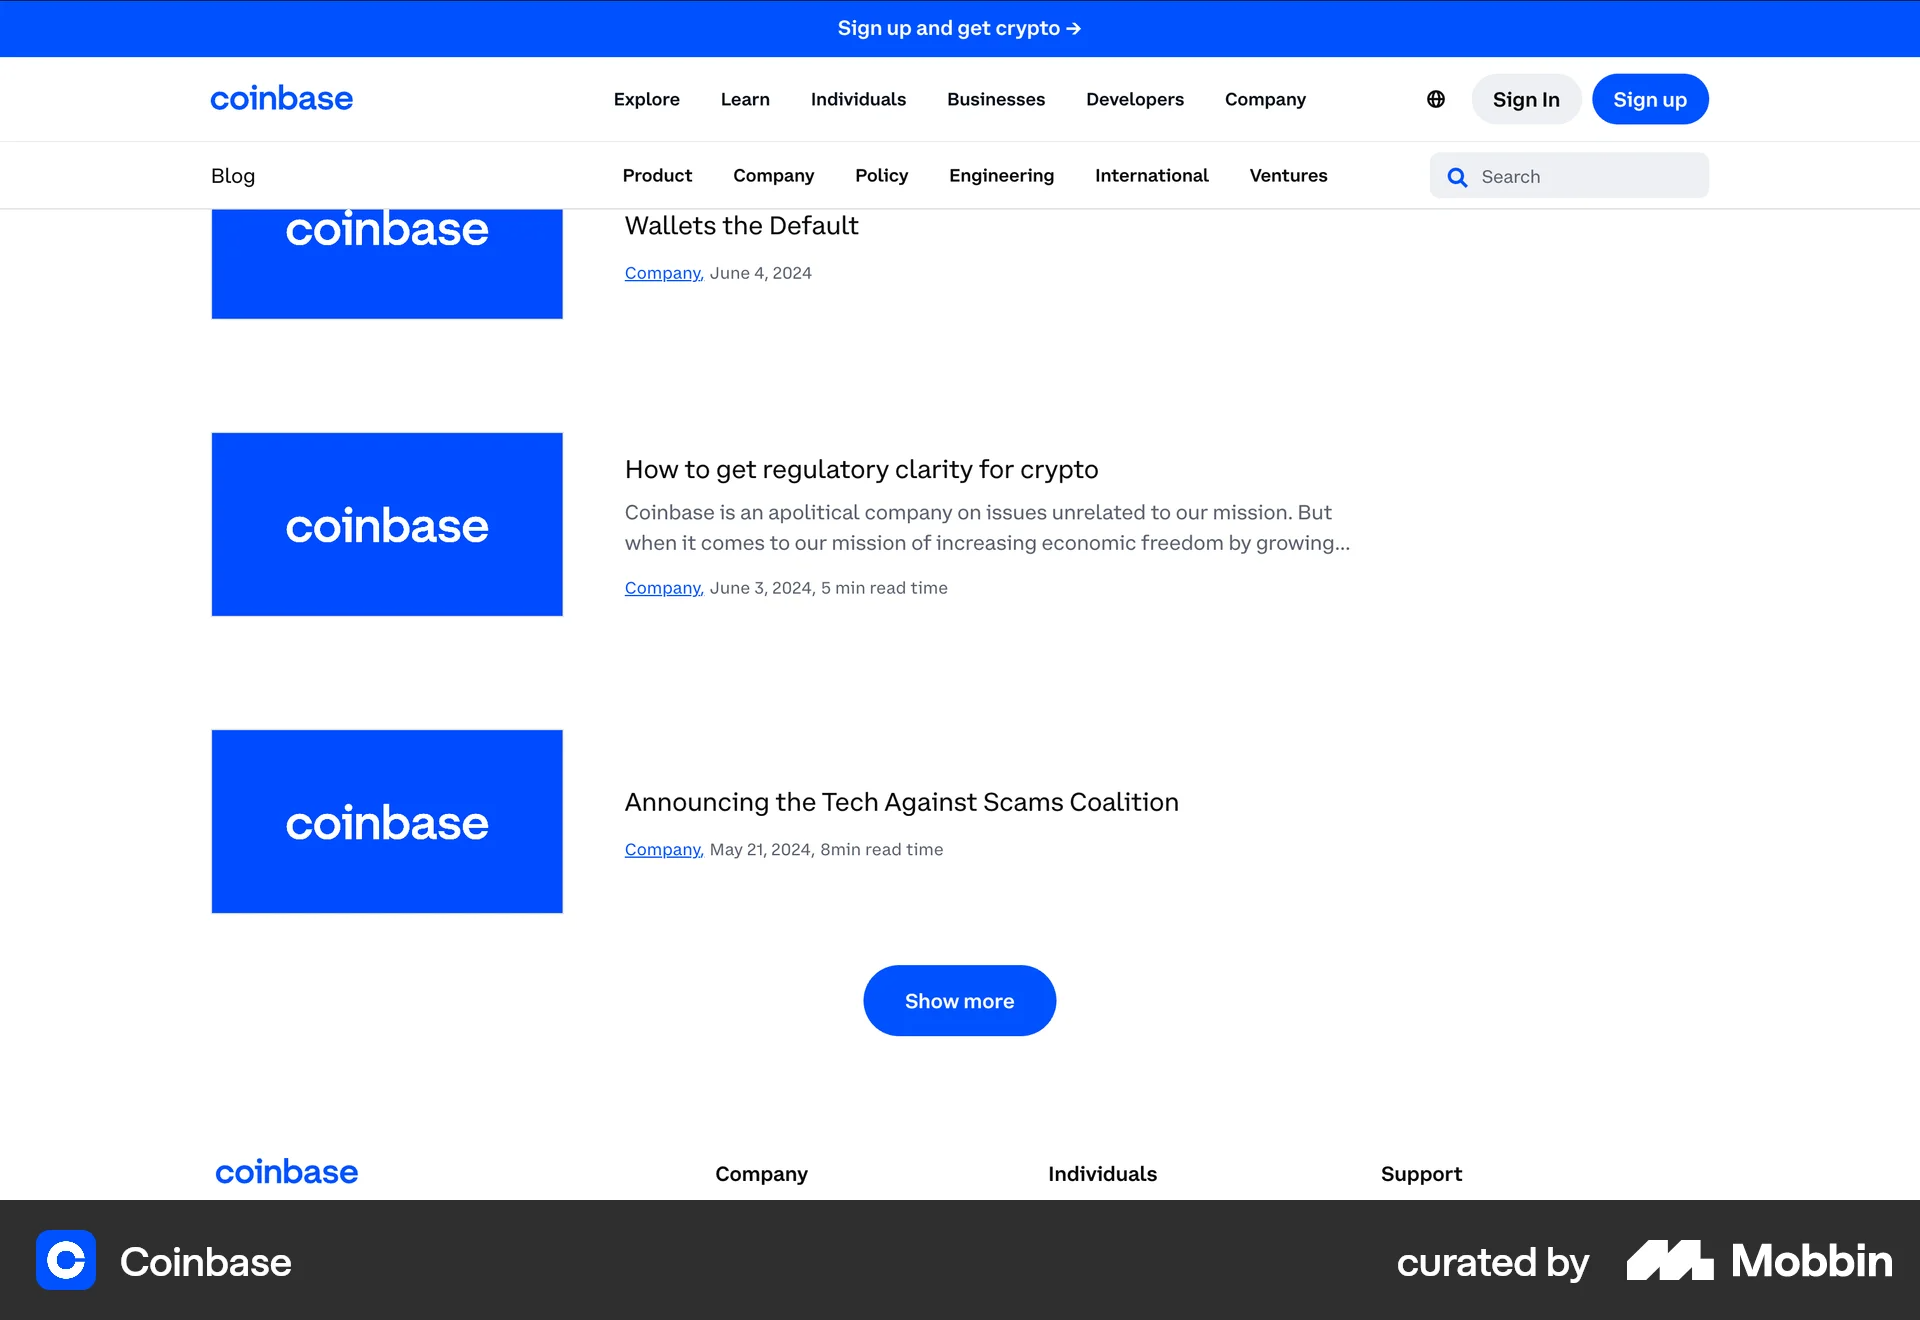 Sign up and get crypto →
coinbase
Explore Learn Individuals Businesses Developers Company
Sign In
Sign up
Blog
Product Company Policy Engineering International Ventures
Search
coinbase
Wallets the Default
Company, June 4, 2024
coinbase
How to get regulatory clarity for crypto
Coinbase is an apolitical company on issues unrelated to our mission. But
when it comes to our mission of increasing economic freedom by growing...
Company, June 3, 2024, 5 min read time
coinbase
Announcing the Tech Against Scams Coalition
Company, May 21, 2024, 8min read time
Show more
coinbase
Company
Individuals
Support
Coinbase
curated by Mobbin